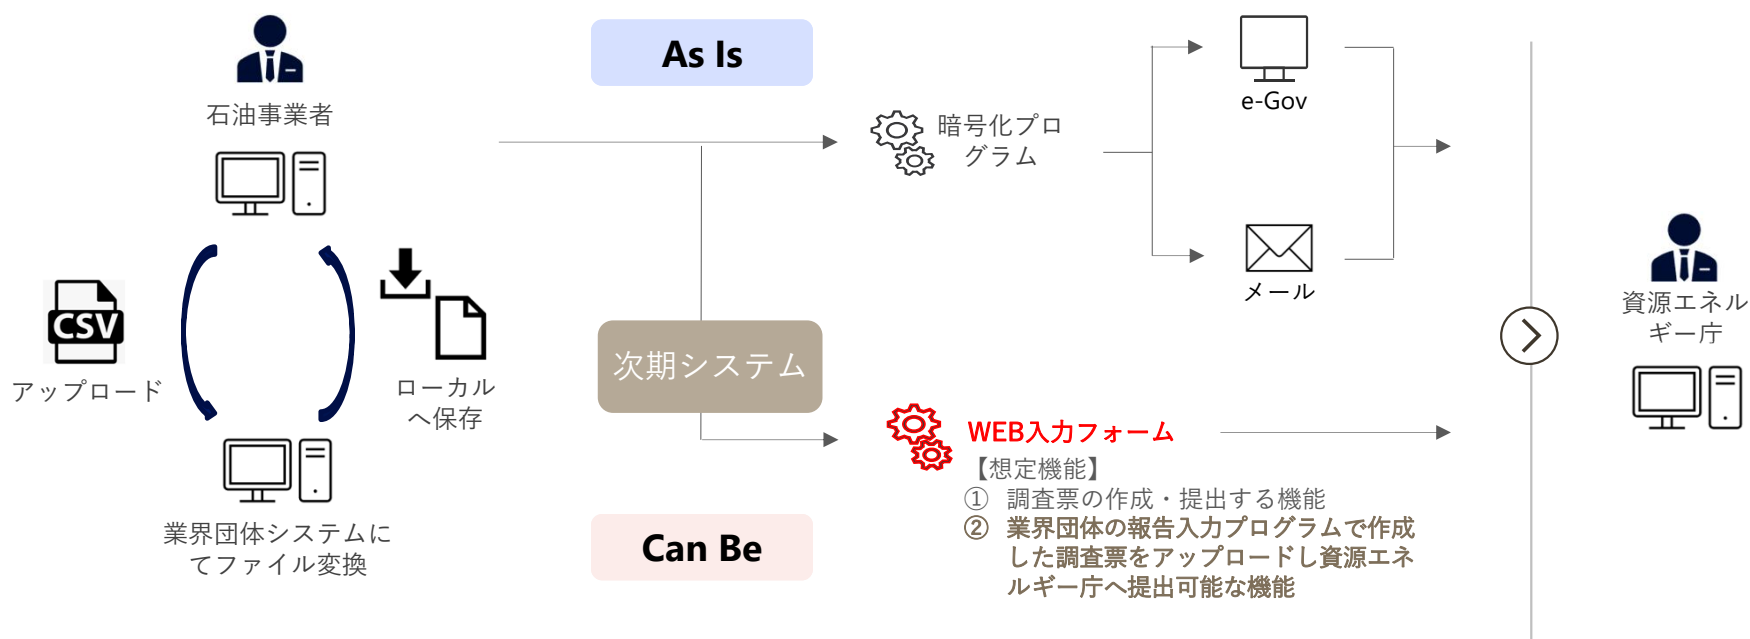 As Is
石油事業者
e-Gov
暗号化プロ
グラム
メール
CSV
アップロード
ローカル
へ保存
次期システム
資源エネル
ギー庁
業界団体システムに
てファイル変換
Can Be
WEB入力フォーム
【想定機能】
① 調査票の作成・提出する機能
② 業界団体の報告入力プログラムで作成
した調査票をアップロードし資源エネ
ルギー庁へ提出可能な機能